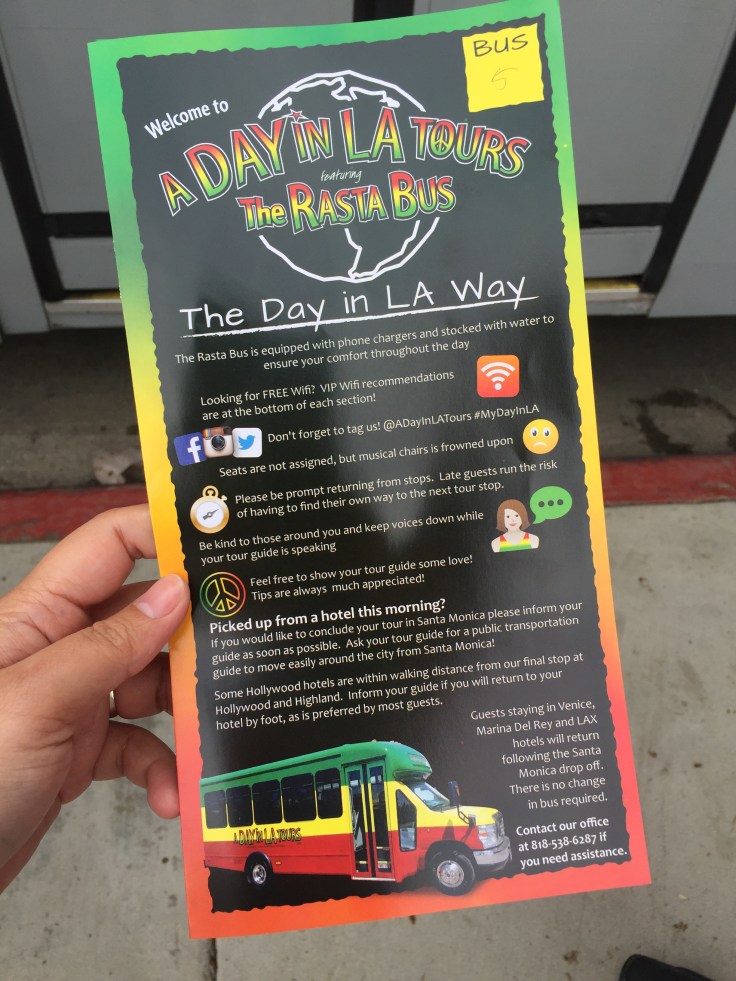 BUS
5
Welcome to
A DAY iN LA TOURS
featuring
The RASTA BUS
The Day in LA Way
The Rasta Bus is equipped with phone chargers and stocked with water to
ensure your comfort throughout the day
Looking for FREE Wifi? VIP Wifi recommendations
are at the bottom of each section!
Don't forget to tag us! @ADayInLATours #MyDayInLA
Seats are not assigned, but musical chairs is frowned upon
Please be prompt returning from stops. Late guests run the risk
of having to find their own way to the next tour stop.
Be kind to those around you and keep voices down while
your tour guide is speaking
Feel free to show your tour guide some love!
Tips are always much appreciated!
Picked up from a hotel this morning?
If you would like to conclude your tour in Santa Monica please inform your
guide as soon as possible. Ask your tour guide for a public transportation
guide to move easily around the city from Santa Monica!
Some Hollywood hotels are within walking distance from our final stop at
Hollywood and Highland. Inform your guide if you will return to your
hotel by foot, as is preferred by most guests.
Guests staying in Venice,
Marina Del Rey and LAX
hotels will return
following the Santa
Monica drop off.
There is no change
in bus required.
Contact our office
at 818-538-6287 if
you need assistance.
A DAY iN LA TOURS